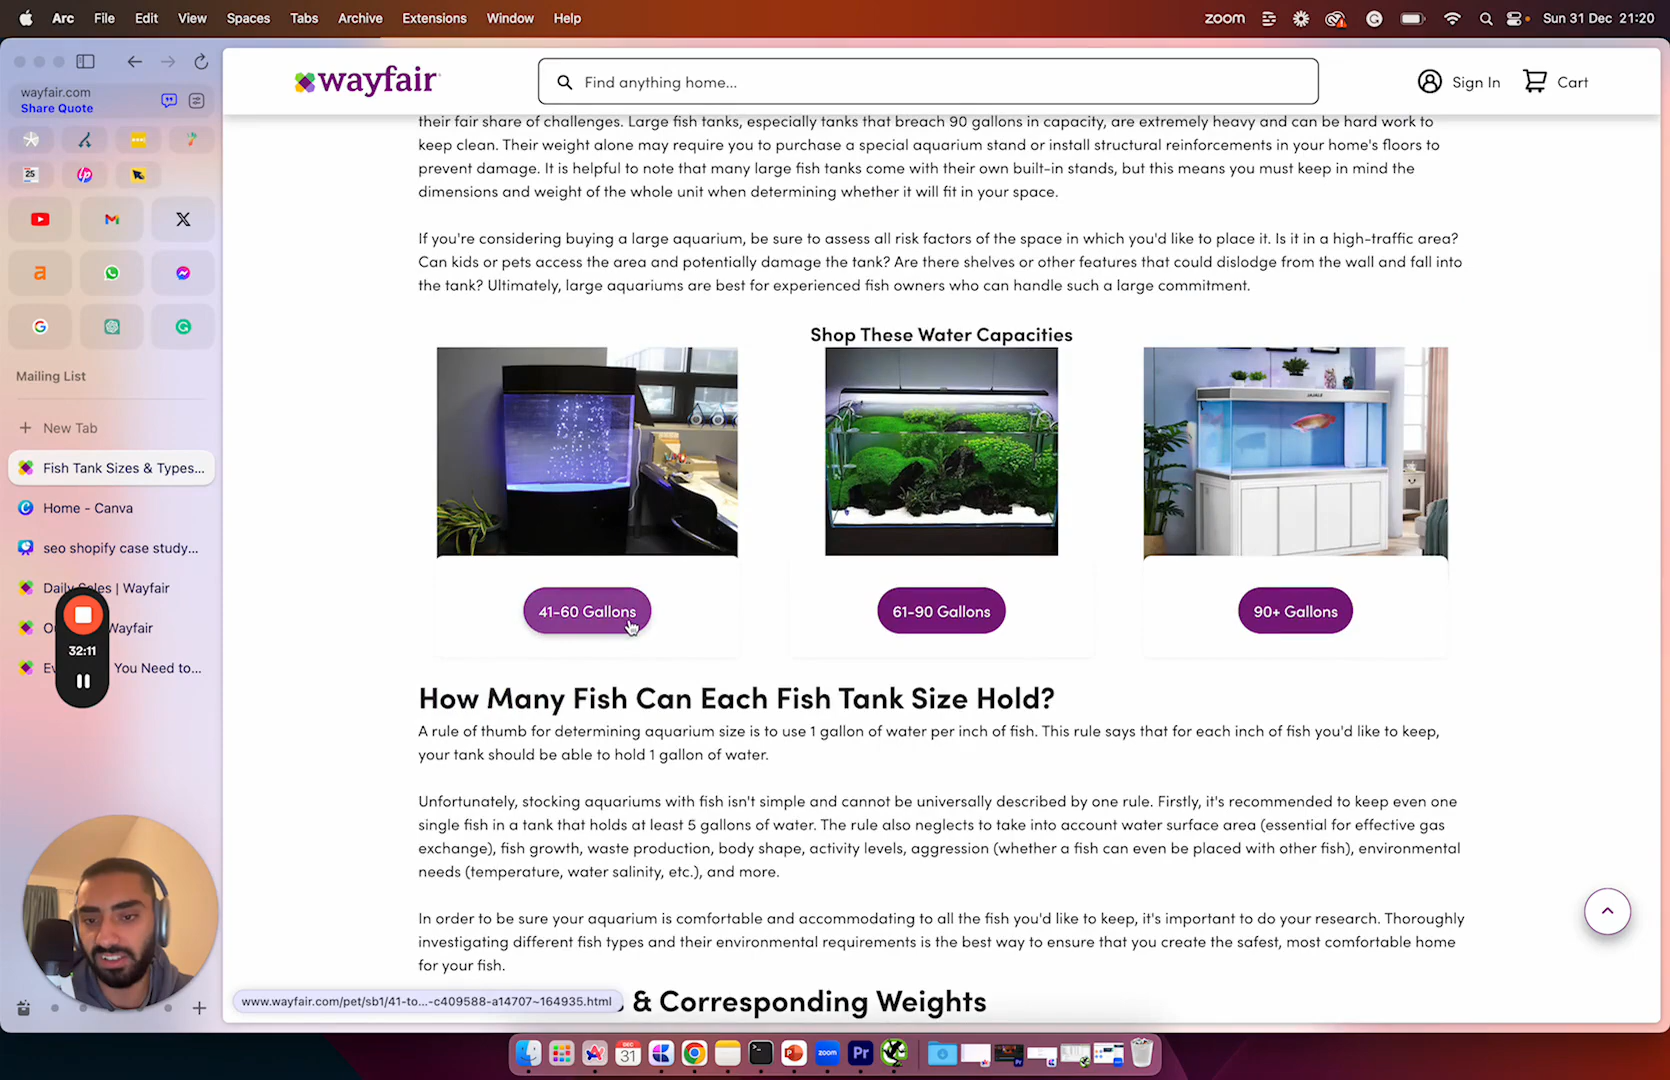 Arc File Edit View Spaces Tabs Archive Extensions Window Help
zoom Sun 31 Dec 21:20
wayfair.com
Share Quote
25
Mailing List
New Tab
Fish Tank Sizes & Types...
Home - Canva
seo shopify case study...
Daily Sales | Wayfair
Wayfair
You Need to...
32:11
wayfair
Find anything home...
Sign In
Cart
their fair share of challenges. Large fish tanks, especially tanks that breach 90 gallons in capacity, are extremely heavy and can be hard work to
keep clean. Their weight alone may require you to purchase a special aquarium stand or install structural reinforcements in your home's floors to
prevent damage. It is helpful to note that many large fish tanks come with their own built-in stands, but this means you must keep in mind the
dimensions and weight of the whole unit when determining whether it will fit in your space.
If you're considering buying a large aquarium, be sure to assess all risk factors of the space in which you'd like to place it. Is it in a high-traffic area?
Can kids or pets access the area and potentially damage the tank? Are there shelves or other features that could dislodge from the wall and fall into
the tank? Ultimately, large aquariums are best for experienced fish owners who can handle such a large commitment.
Shop These Water Capacities
41-60 Gallons
61-90 Gallons
90+ Gallons
How Many Fish Can Each Fish Tank Size Hold?
A rule of thumb for determining aquarium size is to use 1 gallon of water per inch of fish. This rule says that for each inch of fish you'd like to keep,
your tank should be able to hold 1 gallon of water.
Unfortunately, stocking aquariums with fish isn't simple and cannot be universally described by one rule. Firstly, it's recommended to keep even one
single fish in a tank that holds at least 5 gallons of water. The rule also neglects to take into account water surface area (essential for effective gas
exchange), fish growth, waste production, body shape, activity levels, aggression (whether a fish can even be placed with other fish), environmental
needs (temperature, water salinity, etc.), and more.
In order to be sure your aquarium is comfortable and accommodating to all the fish you'd like to keep, it's important to do your research. Thoroughly
investigating different fish types and their environmental requirements is the best way to ensure that you create the safest, most comfortable home
for your fish.
& Corresponding Weights
www.wayfair.com/pet/sb1/41-to...-c409588-a14707~164935.html
DEC
31
zoom
Pr